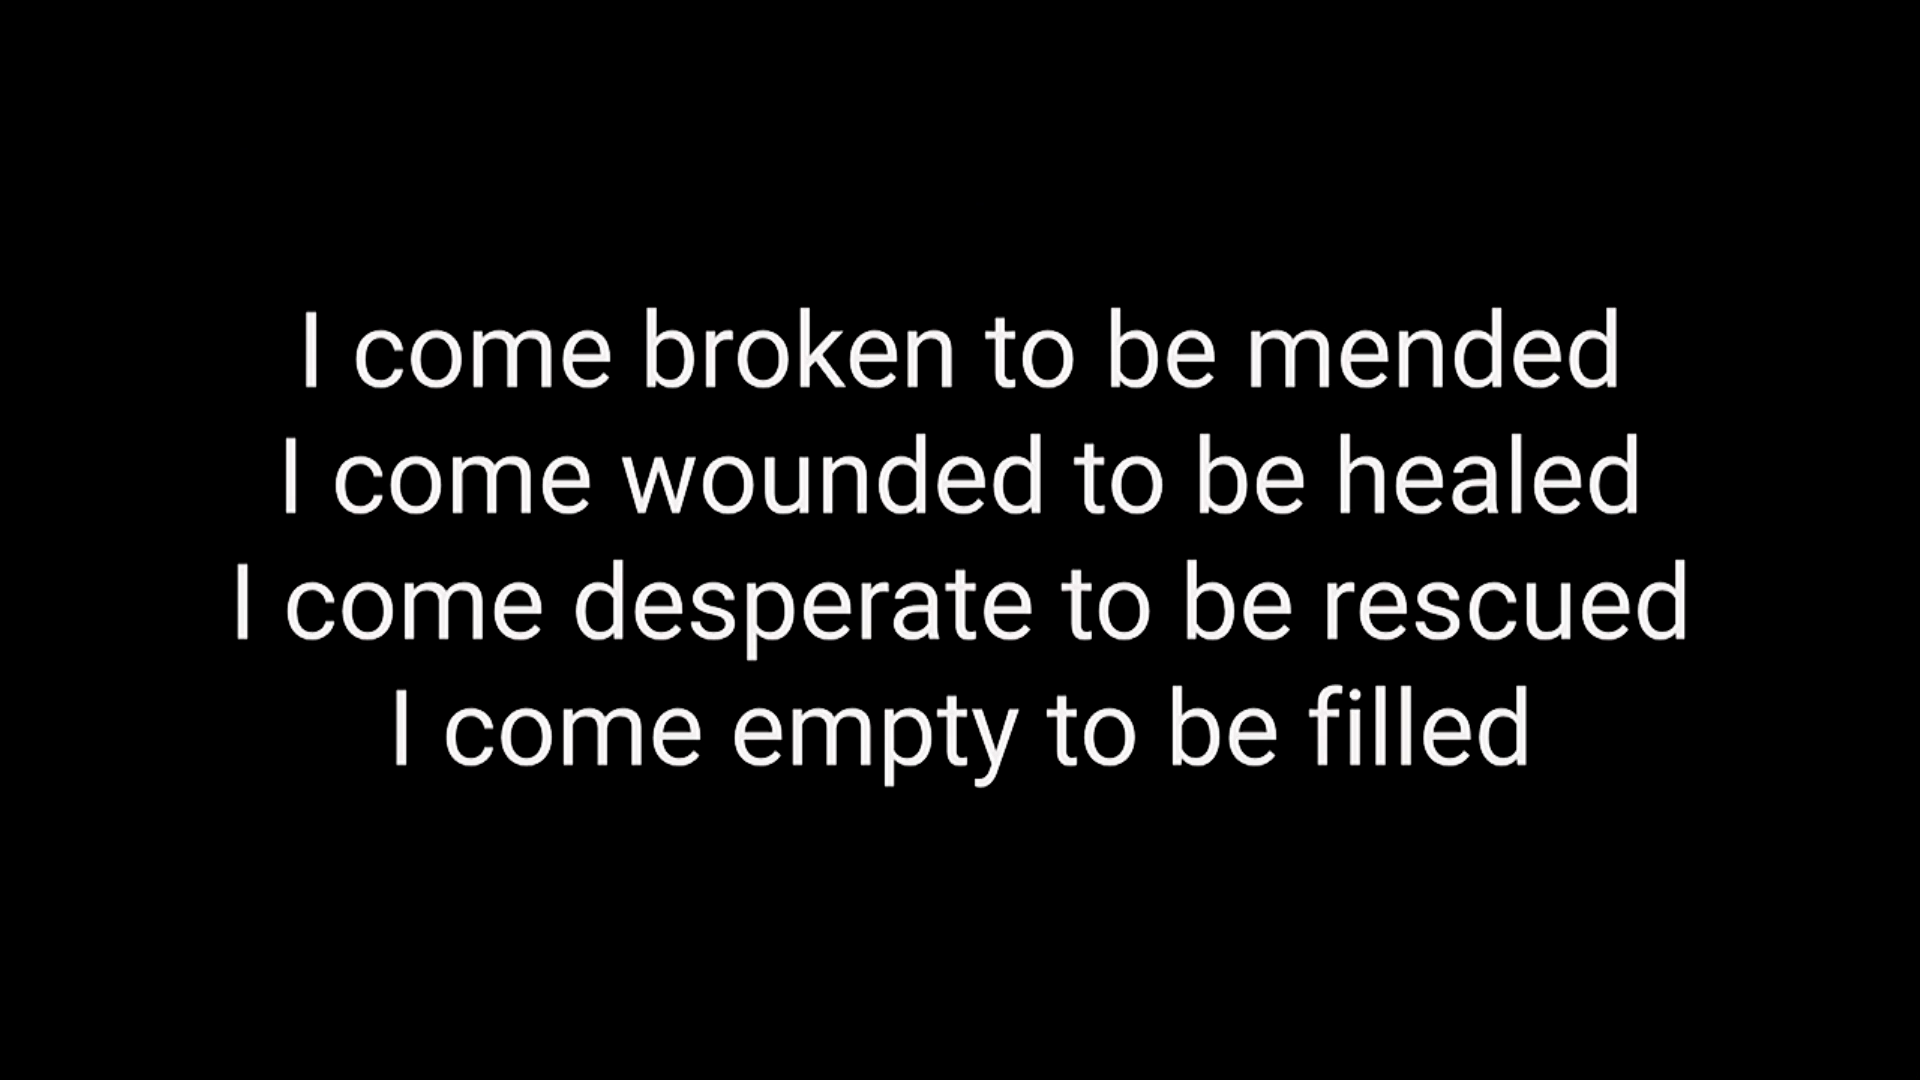 I come broken to be mended
I come wounded to be healed
I come desperate to be rescued
I come empty to be filled